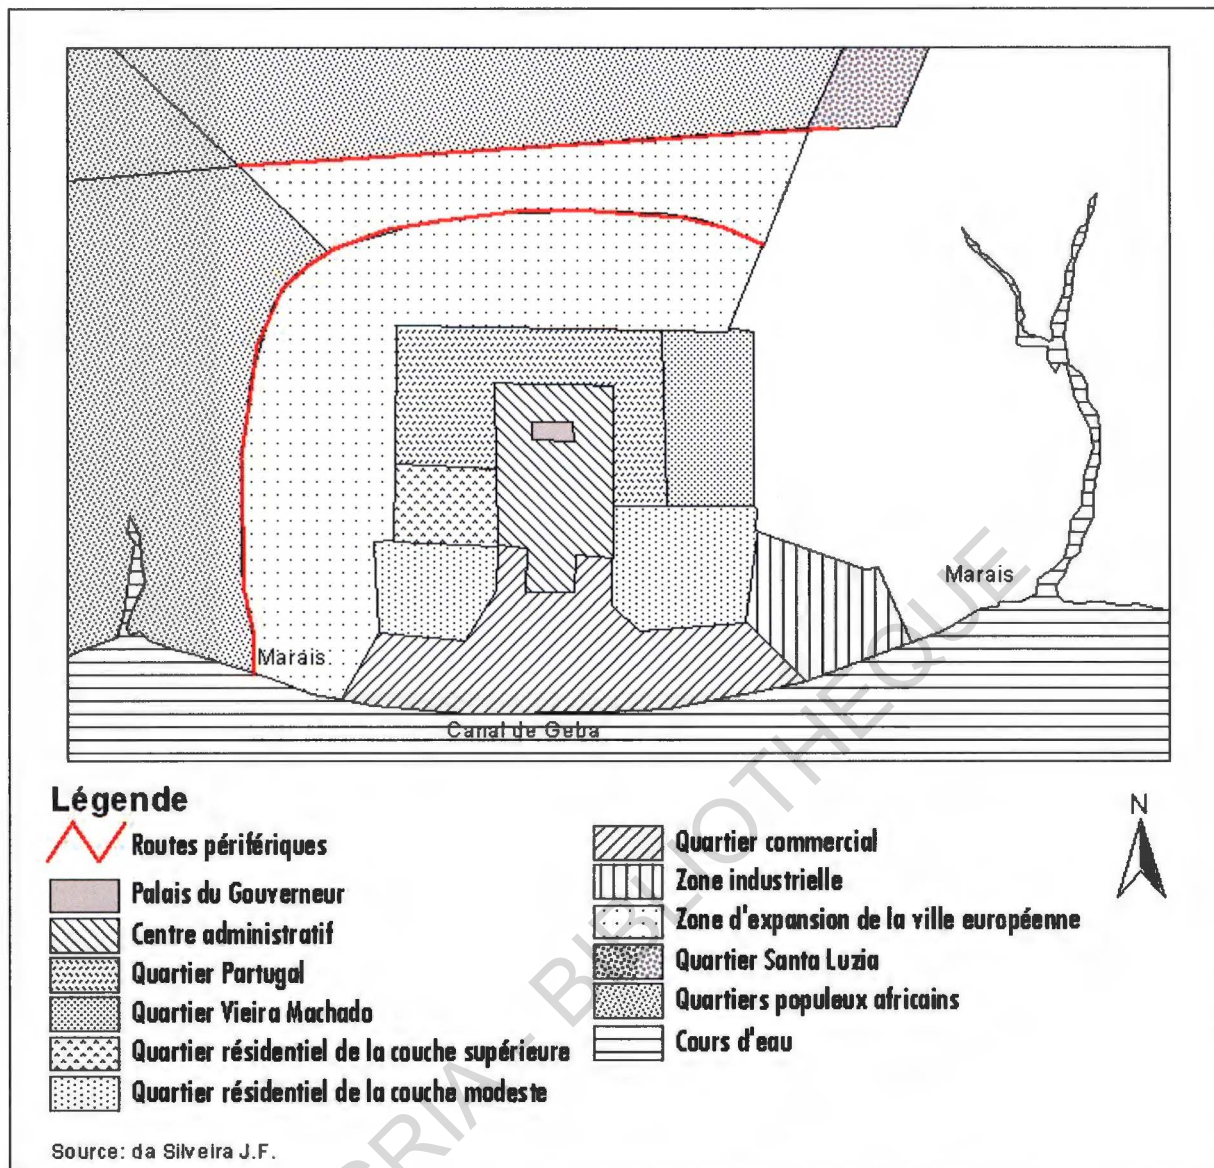 Marais
Marais
Canal de Geba
Légende
Routes périfériques
Palais du Gouverneur
Centre administratif
Quartier Partugal
Quartier Vieira Machado
Quartier résidentiel de la couche supérieure
Quartier résidentiel de la couche modeste
Quartier commercial
Zone industrielle
Zone d'expansion de la ville européenne
Quartier Santa Luzia
Quartiers populeux africains
Cours d'eau
N
Source: da Silveira J.F.
RIA - BIBLIOTHEQUE